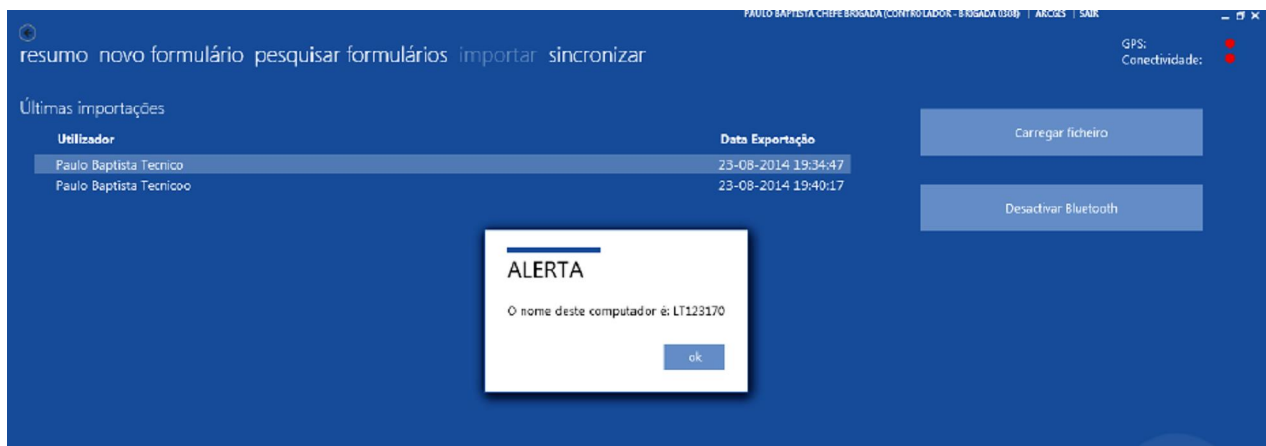 PAULO BAPTISTA CHEFE BRIGADA (CONTROLADOR - BRIGADA 0308) | ARCGIS | SAIR
resumo novo formulário pesquisar formulários importar sincronizar
GPS:
Conectividade:
Últimas importações
Utilizador Data Exportação
Paulo Baptista Tecnico 23-08-2014 19:34:47
Paulo Baptista Tecnicoo 23-08-2014 19:40:17
Carregar ficheiro
Desactivar Bluetooth
ALERTA
O nome deste computador é: LT123170
ok